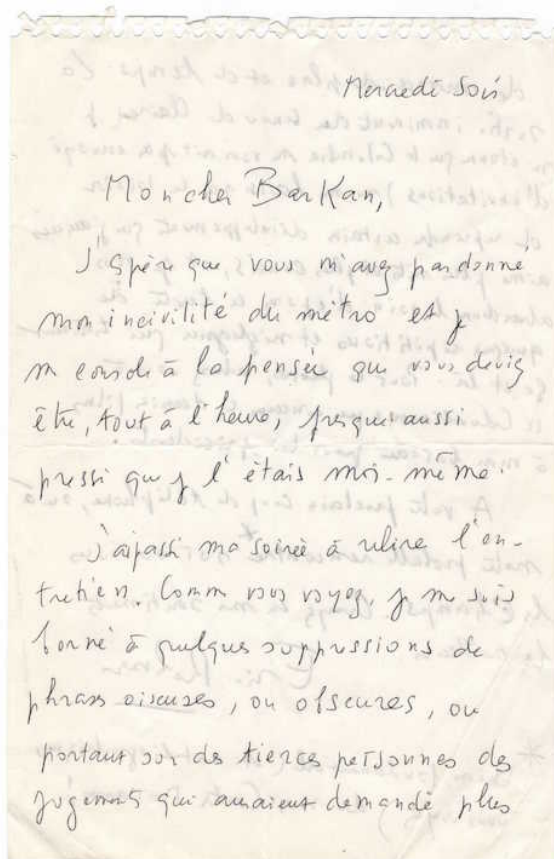 Mercredi Soir
Mon cher Barkan,
J'espère que vous m'avez pardonné
mon incivilité du métro et je
me console à la pensée que vous deviez
être, tout à l'heure, presque aussi
pressé que je l'étais moi-même.
J'ai passé ma soirée à relire l'en-
tretien. Comme vous voyez, je me suis
borné à quelques suppressions de
phrases oiseuses, ou obscures, ou
portant sur des tierces personnes des
jugements qui auraient demandé plus